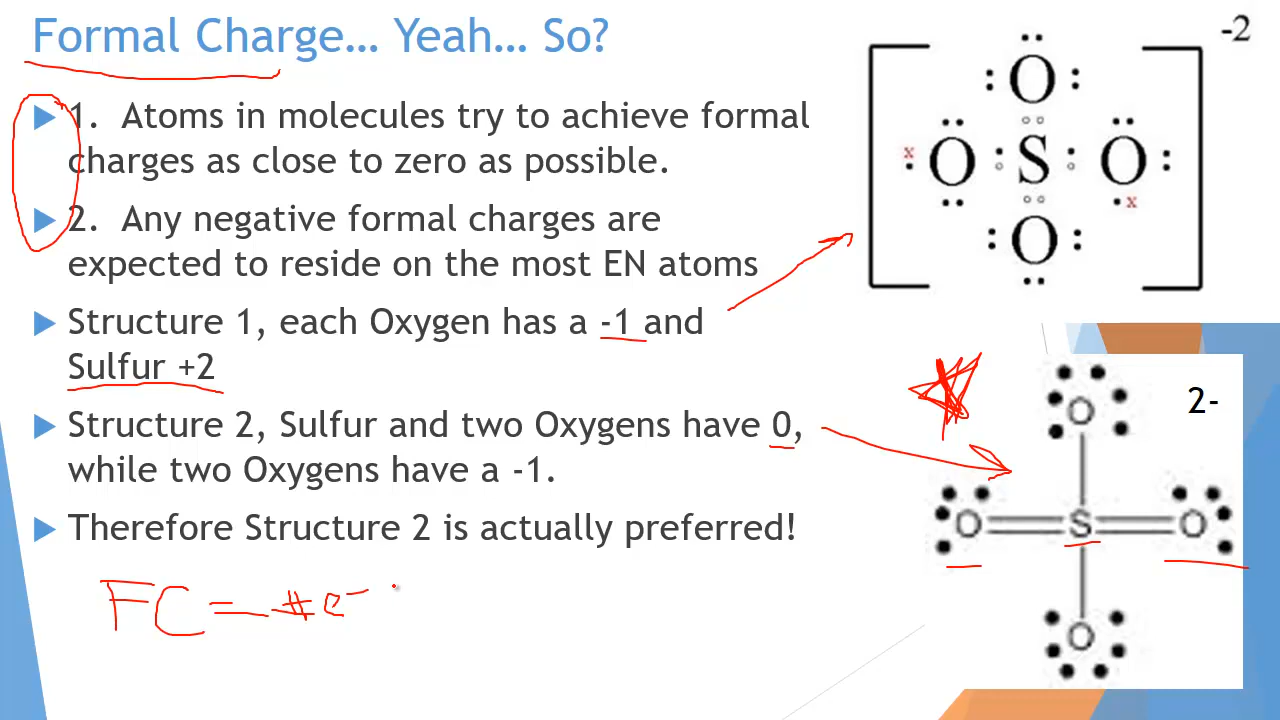 Formal Charge... Yeah... So?
1. Atoms in molecules try to achieve formal
charges as close to zero as possible.
2. Any negative formal charges are
expected to reside on the most EN atoms
Structure 1, each Oxygen has a -1 and
Sulfur +2
Structure 2, Sulfur and two Oxygens have 0,
while two Oxygens have a -1.
Therefore Structure 2 is actually preferred!
FC = #e-
-2
O
x O S O x
O
2-
O
O S O
O